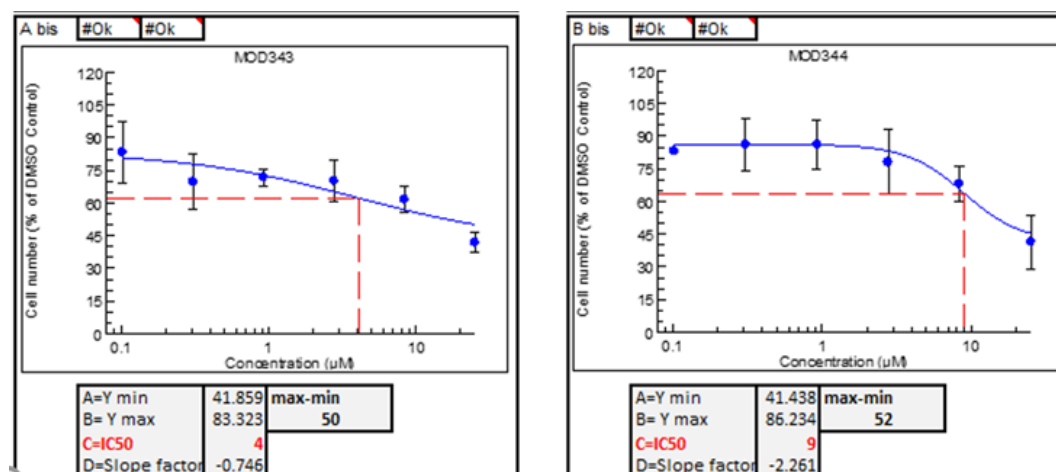 A bis #Ok #Ok
MOD343
Cell number (% of DMSO Control)
120
105
90
75
60
45
30
15
0
0.1 1 10
Concentration (µM)
A=Y min 41.859 max-min
B= Y max 83.323 50
C=IC50 4
D=Slope factor -0.746
B bis #Ok #Ok
MOD344
Cell number (% of DMSO Control)
120
105
90
75
60
45
30
15
0
0.1 1 10
Concentration (µM)
A=Y min 41.438 max-min
B= Y max 86.234 52
C=IC50 9
D=Slope factor -2.261